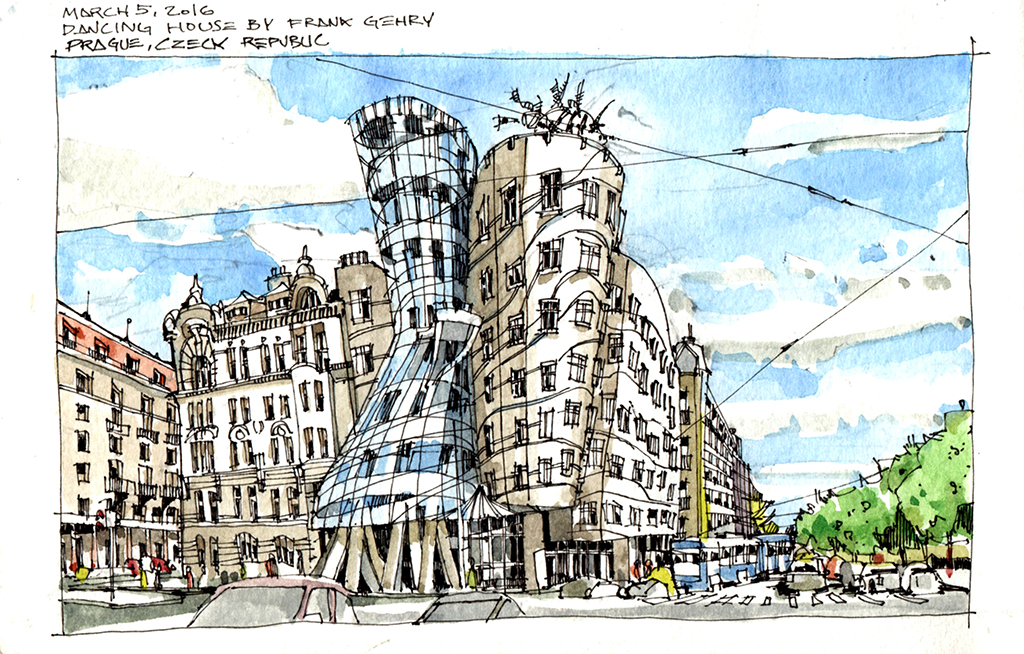 MARCH 5, 2016
DANCING HOUSE BY FRANK GEHRY
PRAGUE, CZECK REPUBLIC